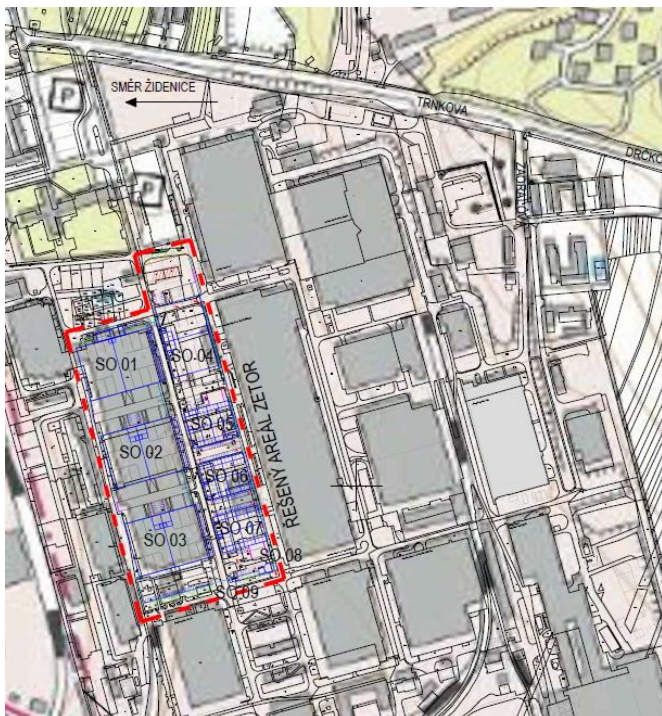 P
SMĚR ŽIDENICE
TRNKOVA
P
SO 01
SO 04
SO 05
SO 02
SO 06
SO 07
SO 03
SO 08
SO 09
ŘEŠENÝ AREÁL ZETOR